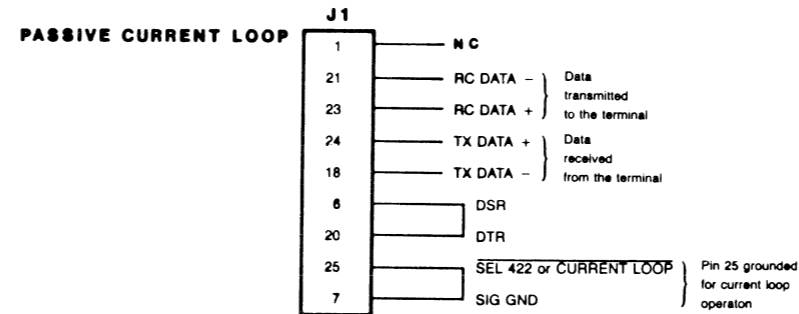 J1
PASSIVE CURRENT LOOP
1 NC
21 RC DATA -
23 RC DATA +
Data
transmitted
to the terminal
24 TX DATA +
18 TX DATA -
Data
received
from the terminal
6 DSR
20 DTR
25 SEL 422 or CURRENT LOOP
7 SIG GND
Pin 25 grounded
for current loop
operaton